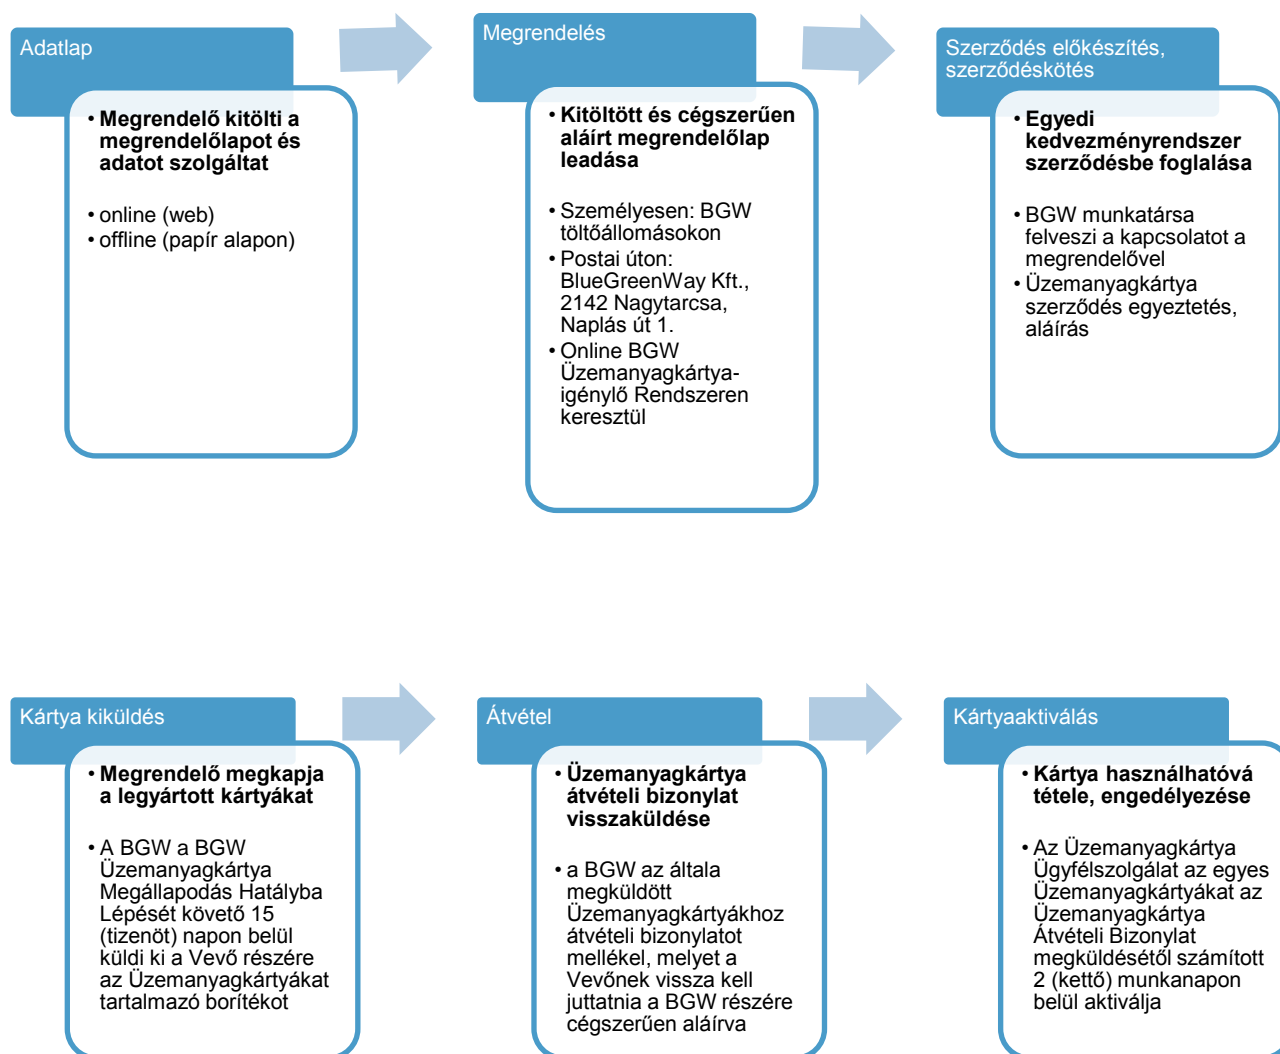 Adatlap
• Megrendelő kitölti a
megrendelőlapot és
adatot szolgáltat
• online (web)
• offline (papír alapon)
Megrendelés
• Kitöltött és cégszerűen
aláírt megrendelőlap
leadása
• Személyesen: BGW
töltőállomásokon
• Postai úton:
BlueGreenWay Kft.,
2142 Nagytarcsa,
Naplás út 1.
• Online BGW
Üzemanyagkártya-
igénylő Rendszeren
keresztül
Szerződés előkészítés,
szerződéskötés
• Egyedi
kedvezményrendszer
szerződésbe foglalása
• BGW munkatársa
felveszi a kapcsolatot a
megrendelővel
• Üzemanyagkártya
szerződés egyeztetés,
aláírás
Kártya kiküldés
• Megrendelő megkapja
a legyártott kártyákat
• A BGW a BGW
Üzemanyagkártya
Megállapodás Hatályba
Lépését követő 15
(tizenöt) napon belül
küldi ki a Vevő részére
az Üzemanyagkártyákat
tartalmazó borítékot
Átvétel
• Üzemanyagkártya
átvételi bizonylat
visszaküldése
• a BGW az általa
megküldött
Üzemanyagkártyákhoz
átvételi bizonylatot
mellékel, melyet a
Vevőnek vissza kell
juttatnia a BGW részére
cégszerűen aláírva
Kártyaaktiválás
• Kártya használhatóvá
tétele, engedélyezése
• Az Üzemanyagkártya
Ügyfélszolgálat az egyes
Üzemanyagkártyákat az
Üzemanyagkártya
Átvételi Bizonylat
megküldésétől számított
2 (kettő) munkanapon
belül aktiválja